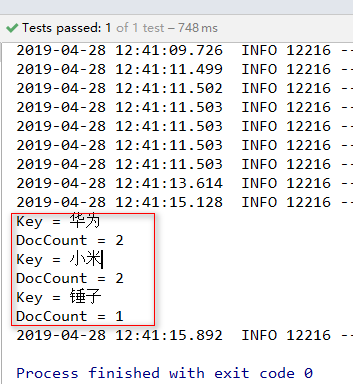 Tests passed: 1 of 1 test – 748 ms
2019-04-28 12:41:09.726  INFO 12216 --
2019-04-28 12:41:11.499  INFO 12216 --
2019-04-28 12:41:11.502  INFO 12216 --
2019-04-28 12:41:11.503  INFO 12216 --
2019-04-28 12:41:11.503  INFO 12216 --
2019-04-28 12:41:11.503  INFO 12216 --
2019-04-28 12:41:11.503  INFO 12216 --
2019-04-28 12:41:13.614  INFO 12216 --
2019-04-28 12:41:15.128  INFO 12216 --
Key = 华为
DocCount = 2
Key = 小米
DocCount = 2
Key = 锤子
DocCount = 1
2019-04-28 12:41:15.892  INFO 12216 --
Process finished with exit code 0